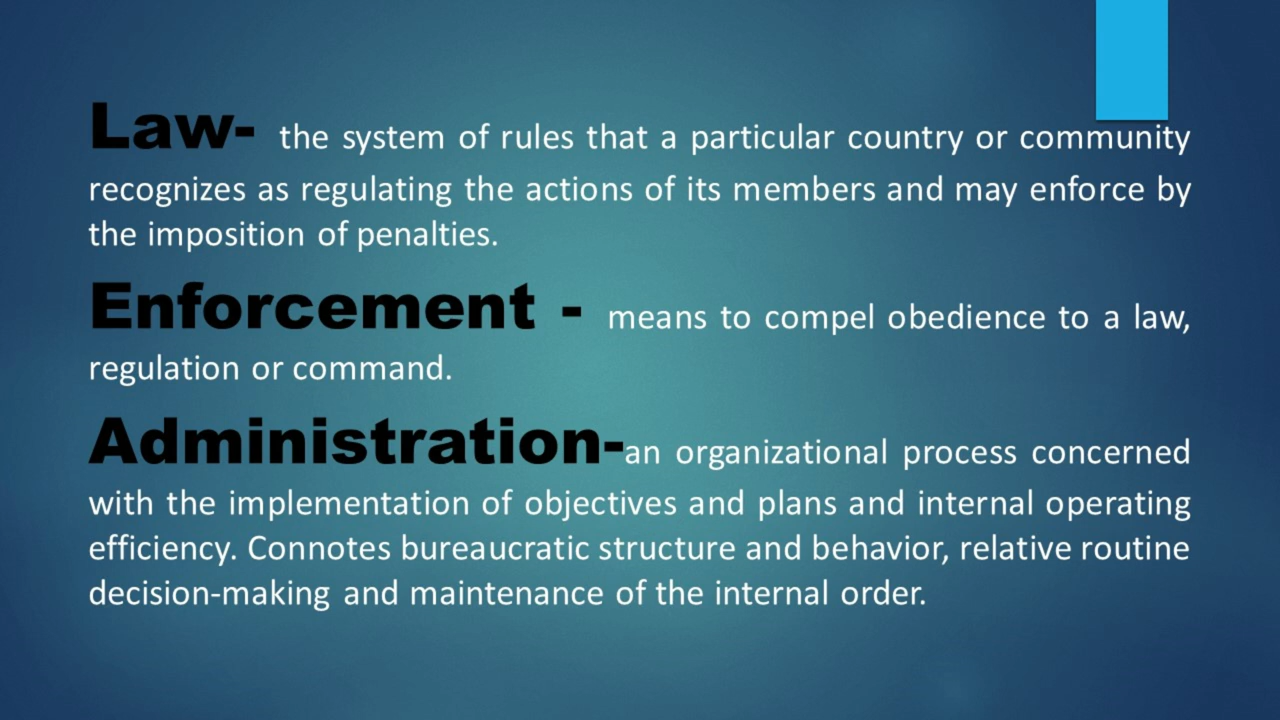 Law- the system of rules that a particular country or community
recognizes as regulating the actions of its members and may enforce by
the imposition of penalties.
Enforcement - means to compel obedience to a law,
regulation or command.
Administration-an organizational process concerned
with the implementation of objectives and plans and internal operating
efficiency. Connotes bureaucratic structure and behavior, relative routine
decision-making and maintenance of the internal order.